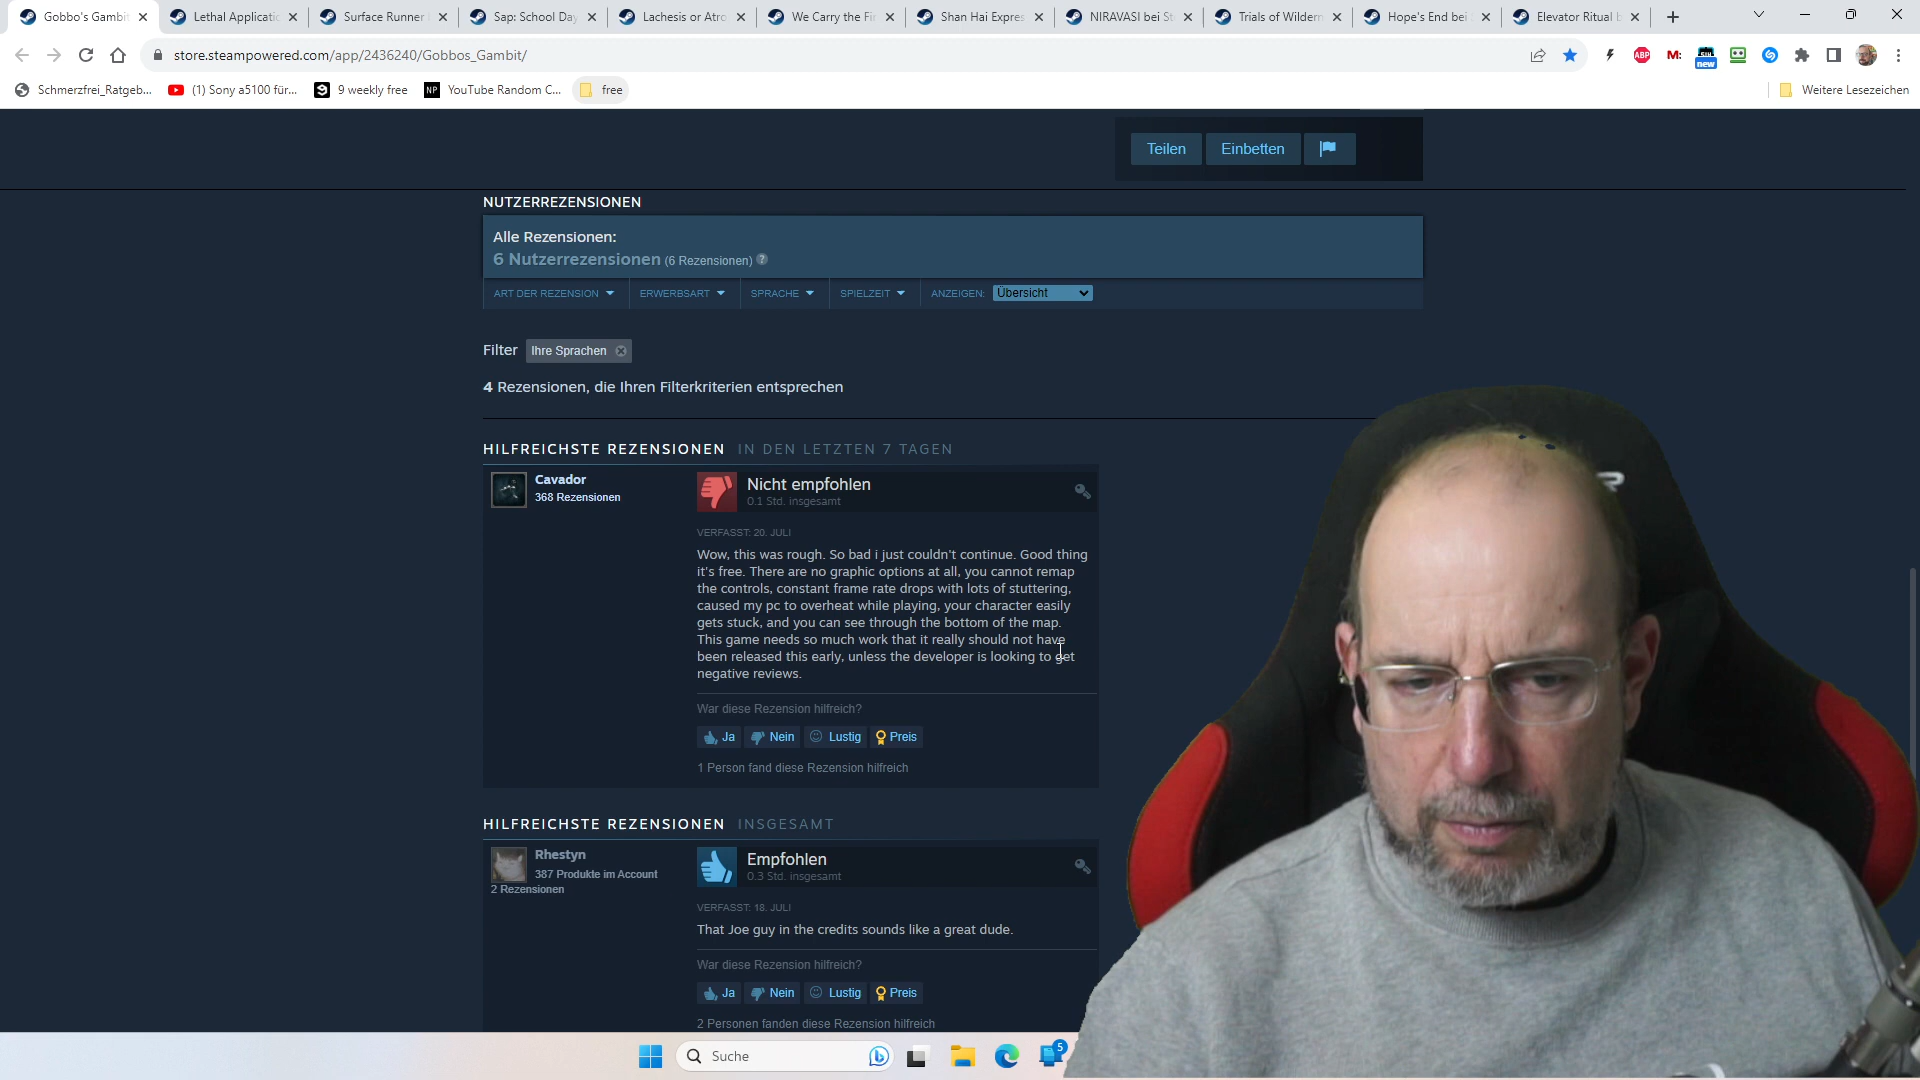 Gobbo's Gambit
Lethal Applicatic
Surface Runner
Sap: School Day
Lachesis or Atro
We Carry the Fi
Shan Hai Expres
NIRAVASI bei St
Trials of Wildern
Hope's End bei
Elevator Ritual b
store.steampowered.com/app/2436240/Gobbos_Gambit/
ABP
M:
new
Schmerzfrei_Ratgeb...
(1) Sony a5100 für...
9 weekly free
NP
YouTube Random C...
free
Weitere Lesezeichen
Teilen
Einbetten
NUTZERREZENSIONEN
Alle Rezensionen:
6 Nutzerrezensionen (6 Rezensionen) ?
ART DER REZENSION
ERWERBSART
SPRACHE
SPIELZEIT
ANZEIGEN:
Übersicht
Filter
Ihre Sprachen
4 Rezensionen, die Ihren Filterkriterien entsprechen
HILFREICHSTE REZENSIONEN IN DEN LETZTEN 7 TAGEN
Cavador
368 Rezensionen
Nicht empfohlen
0.1 Std. insgesamt
VERFASST: 20. JULI
Wow, this was rough. So bad i just couldn't continue. Good thing
it's free. There are no graphic options at all, you cannot remap
the controls, constant frame rate drops with lots of stuttering,
caused my pc to overheat while playing, your character easily
gets stuck, and you can see through the bottom of the map.
This game needs so much work that it really should not have
been released this early, unless the developer is looking to get
negative reviews.
War diese Rezension hilfreich?
Ja
Nein
Lustig
Preis
1 Person fand diese Rezension hilfreich
HILFREICHSTE REZENSIONEN INSGESAMT
Rhestyn
387 Produkte im Account
2 Rezensionen
Empfohlen
0.3 Std. insgesamt
VERFASST: 18. JULI
That Joe guy in the credits sounds like a great dude.
War diese Rezension hilfreich?
Ja
Nein
Lustig
Preis
2 Personen fanden diese Rezension hilfreich
Suche
5